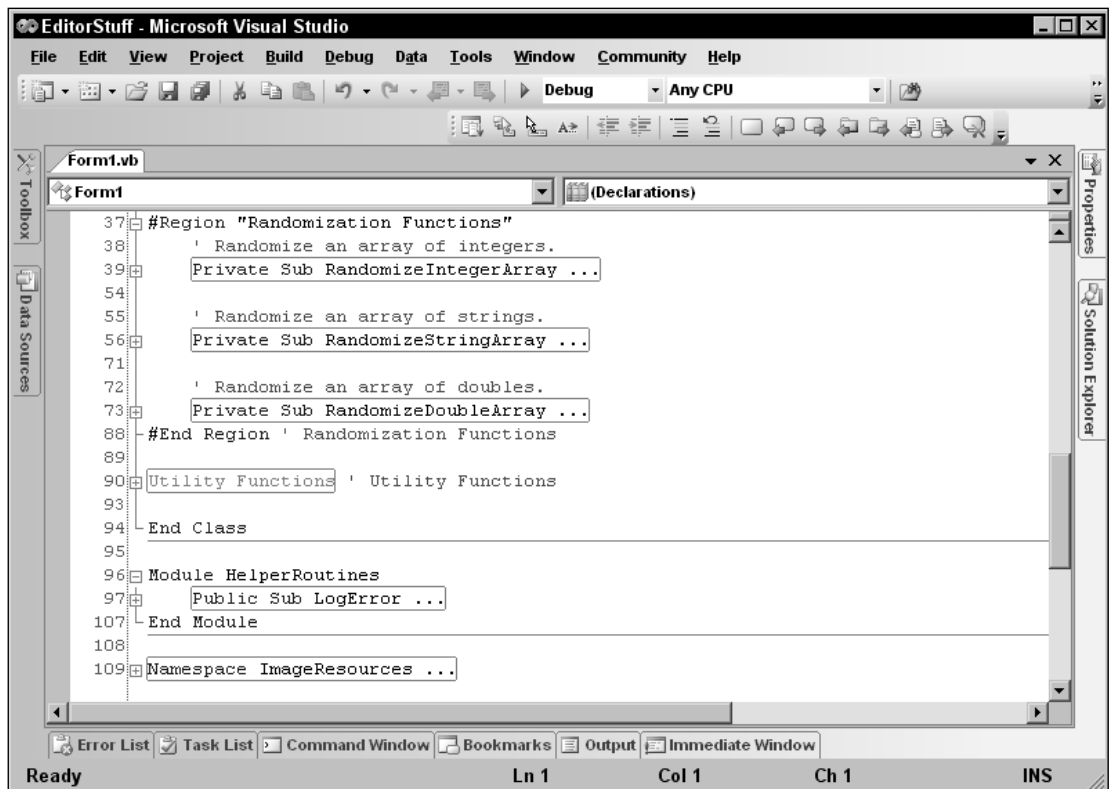 EditorStuff - Microsoft Visual Studio
File Edit View Project Build Debug Data Tools Window Community Help
Debug Any CPU
Form1.vb
Form1 (Declarations)
Toolbox
Data Sources
37 #Region "Randomization Functions"
38 ' Randomize an array of integers.
39 Private Sub RandomizeIntegerArray ...
54
55 ' Randomize an array of strings.
56 Private Sub RandomizeStringArray ...
71
72 ' Randomize an array of doubles.
73 Private Sub RandomizeDoubleArray ...
88 #End Region ' Randomization Functions
89
90 Utility Functions ' Utility Functions
93
94 End Class
95
96 Module HelperRoutines
97 Public Sub LogError ...
107 End Module
108
109 Namespace ImageResources ...
Properties
Solution Explorer
Error List Task List Command Window Bookmarks Output Immediate Window
Ready Ln 1 Col 1 Ch 1 INS